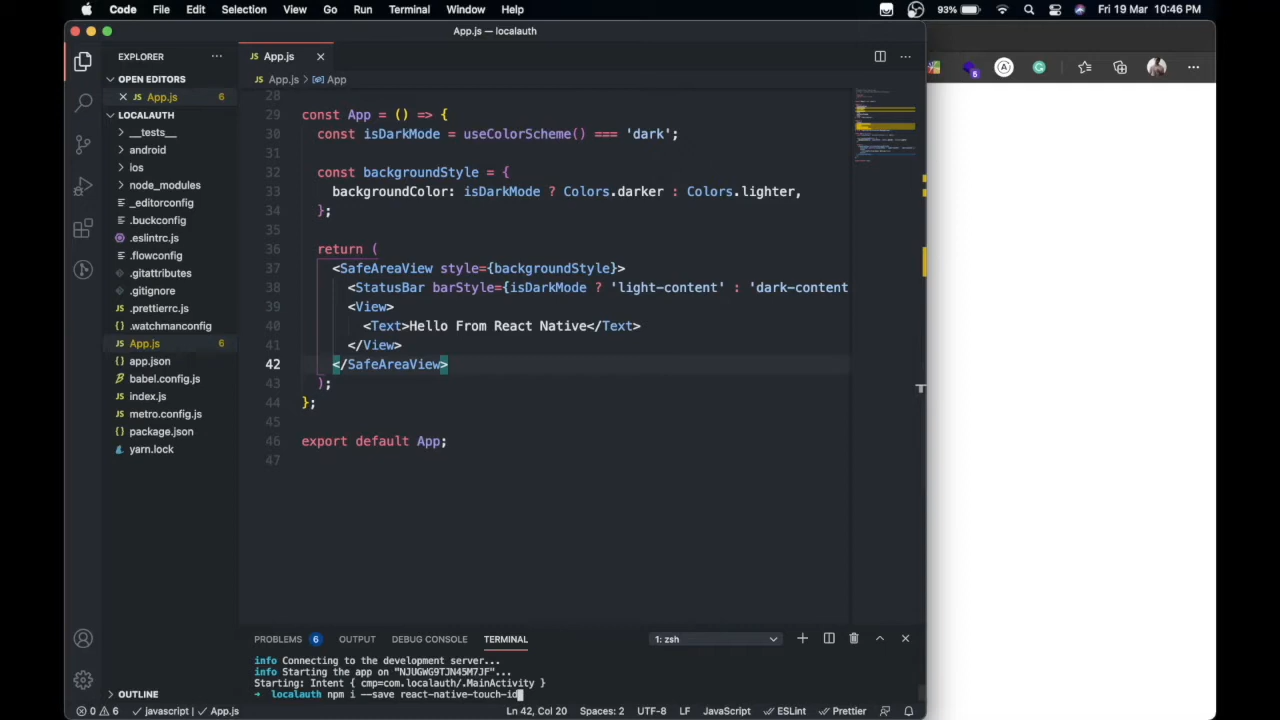 Code File Edit Selection View Go Run Terminal Window Help 93% Fri 19 Mar 10:46 PM
App.js — localauth
EXPLORER ···
JS App.js ×
OPEN EDITORS
JS App.js > App
× JS App.js 6
LOCALAUTH
__tests__
android
ios
node_modules
_editorconfig
.buckconfig
.eslintrc.js
.flowconfig
.gitattributes
.gitignore
.prettierrc.js
.watchmanconfig
JS App.js 6
app.json
babel.config.js
JS index.js
JS metro.config.js
package.json
yarn.lock
28
29 const App = () => {
30 const isDarkMode = useColorScheme() === 'dark';
31
32 const backgroundStyle = {
33 backgroundColor: isDarkMode ? Colors.darker : Colors.lighter,
34 };
35
36 return (
37 <SafeAreaView style={backgroundStyle}>
38 <StatusBar barStyle={isDarkMode ? 'light-content' : 'dark-content
39 <View>
40 <Text>Hello From React Native</Text>
41 </View>
42 </SafeAreaView>
43 );
44 };
45
46 export default App;
47
5
A
PROBLEMS 6 OUTPUT DEBUG CONSOLE TERMINAL 1: zsh
info Connecting to the development server...
info Starting the app on "NJUGWG9TJN45M7JF"...
Starting: Intent { cmp=com.localauth/.MainActivity }
➜ localauth npm i --save react-native-touch-id
OUTLINE
0 6 javascript App.js Ln 42, Col 20 Spaces: 2 UTF-8 LF JavaScript ESLint Prettier